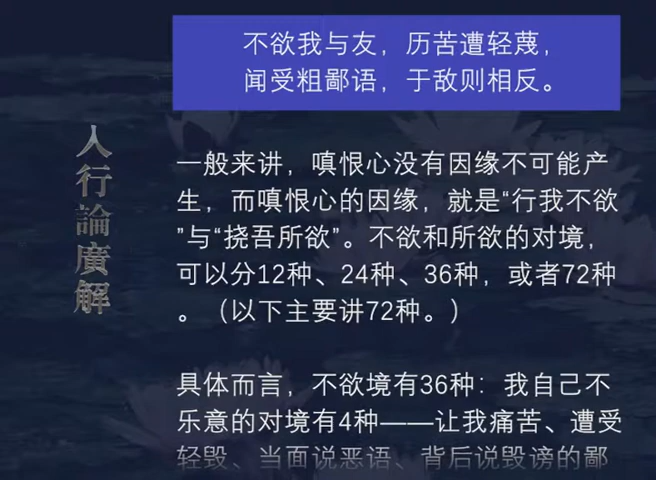 不欲我与友，历苦遭轻蔑，
闻受粗鄙语，于敌则相反。
入行論廣解
一般来讲，嗔恨心没有因缘不可能产
生，而嗔恨心的因缘，就是“行我不欲
”与“挠吾所欲”。不欲和所欲的对境，
可以分12种、24种、36种，或者72种
。（以下主要讲72种。）
具体而言，不欲境有36种：我自己不
乐意的对境有4种——让我痛苦、遭受
轻毁、当面说恶语、背后说毁谤的鄙